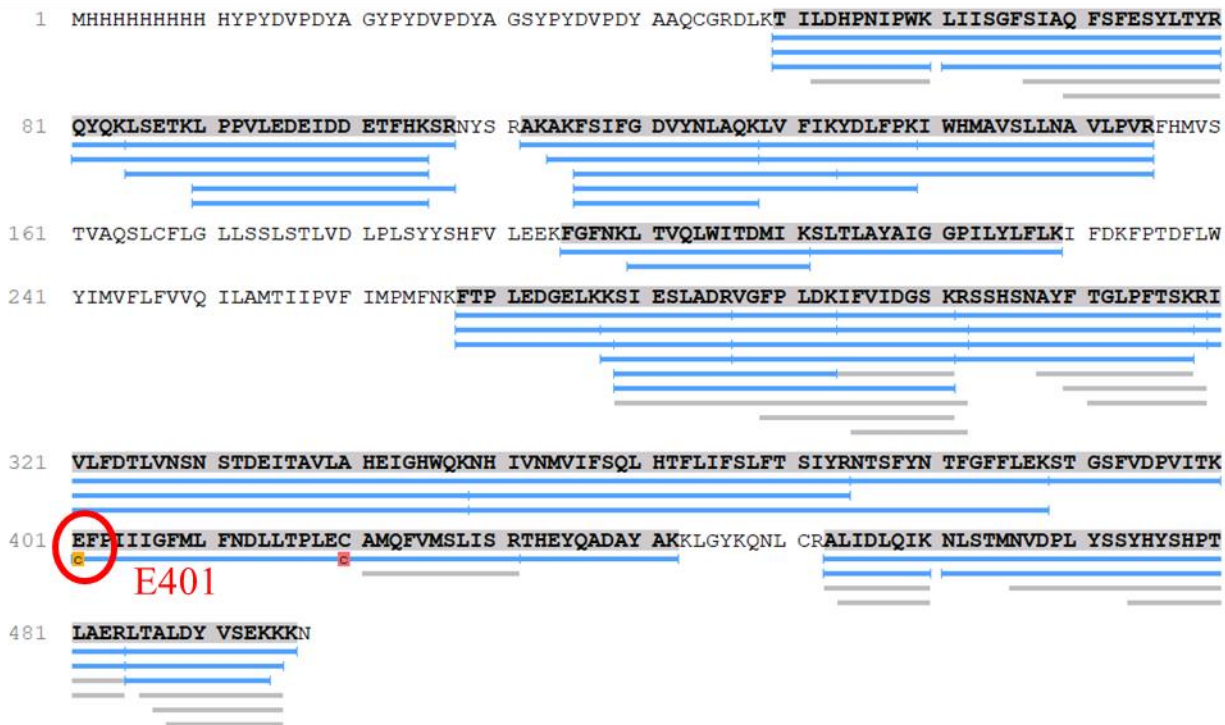 1 MHHHHHHHHH HYPYDVPDYA GYPYDVPDYA GSYPYDVPDY AAQCGRDLKT ILDHPNIPWK LIISGFSIAQ FSFESYLTYR
81 QYQKLSETKL PPVLEDEIDD ETFHKSRNYS RAKAKFSIFG DVYNLAQKLV FIKYDLFPKI WHMAVSLLNA VLPVRFHMVS
161 TVAQSLCFLG LLSSLSTLVD LPLSYYSHFV LEEKFGFNKL TVQLWITDMI KSLTLAYAIG GPILYLFLKI FDKFPTDFLW
241 YIMVFLFVVQ ILAMTIIPVF IMPMFNKFTP LEDGELKKSI ESLADRVGFP LDKIFVIDGS KRSSHSNAYF TGLPFTSKRI
321 VLFDTLVNSN STDEITAVLA HEIGHWQKNH IVNMVIFSQL HTFLIFSLFT SIYRNTSFYN TFGFFLEKST GSFVDPVITK
401 EFPIIIGFML FNDLLTPLEC AMQFVMSLIS RTHEYQADAY AKKLGYKQNL CRALIDLQIK NLSTMNVDPL YSSYHYSHPT
C C
E401
481 LAERLTALDY VSEKKKN